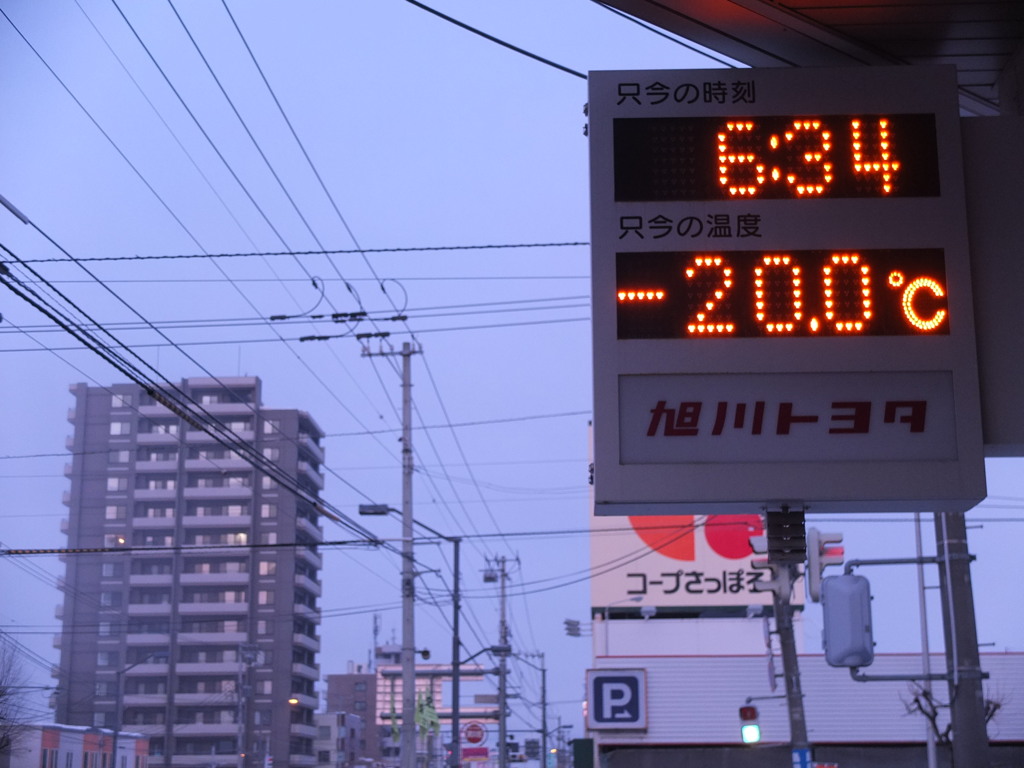 只今の時刻
6:34
只今の温度
-20.0℃
旭川トヨタ
コープさっぽろ
P